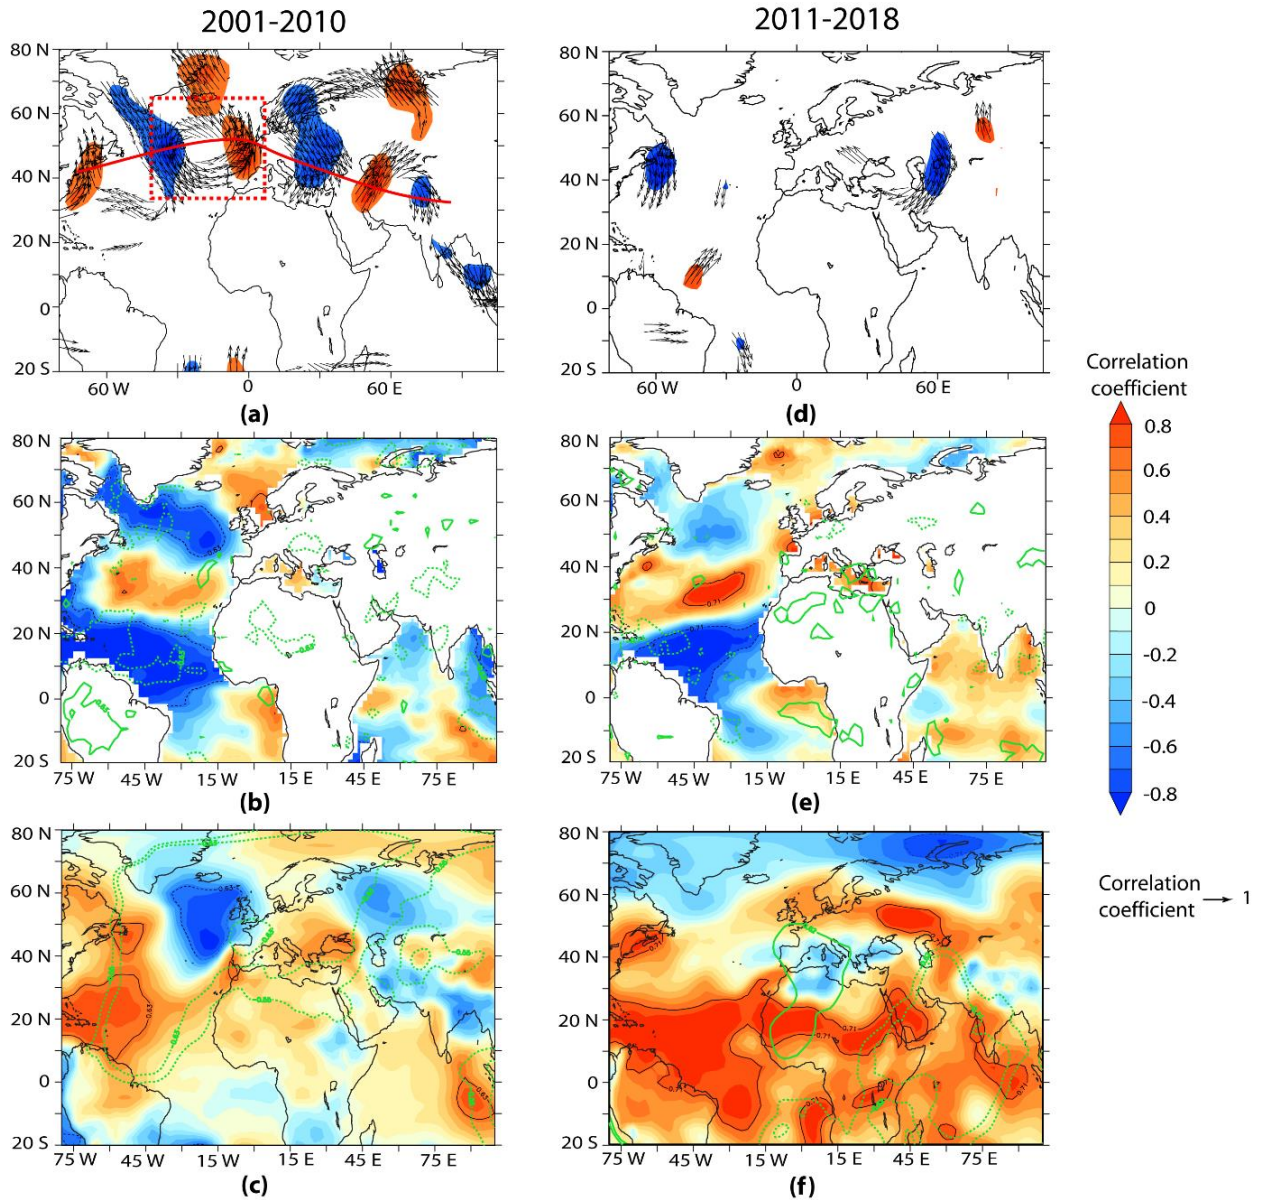 2001-2010
2011-2018
80 N
60 N
40 N
20 N
0
20 S
60 W
0
60 E
(a)
80 N
60 N
40 N
20 N
0
20 S
60 W
0
60 E
(d)
80 N
60 N
40 N
20 N
0
20 S
75 W
45 W
15 W
15 E
45 E
75 E
(b)
80 N
60 N
40 N
20 N
0
20 S
75 W
45 W
15 W
15 E
45 E
75 E
(e)
Correlation
coefficient
0.8
0.6
0.4
0.2
0
-0.2
-0.4
-0.6
-0.8
80 N
60 N
40 N
20 N
0
20 S
75 W
45 W
15 W
15 E
45 E
75 E
(c)
80 N
60 N
40 N
20 N
0
20 S
75 W
45 W
15 W
15 E
45 E
75 E
(f)
Correlation
coefficient → 1